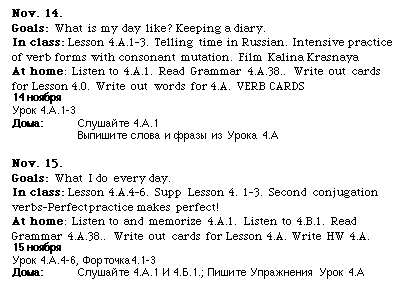 Nov. 14.
Goals: What is my day like? Keeping a diary.
In class: Lesson 4.A.1-3. Telling time in Russian. Intensive practice
of verb forms with consonant mutation. Film Kalina Krasnaya
At home: Listen to 4.A.1. Read Grammar 4.A.38.. Write out cards
for Lesson 4.0. Write out words for 4.A. VERB CARDS
14 ноября
Урок 4.А.1-3
Дома: Слушайте 4.А.1
Выпишите слова и фразы из Урока 4.А
Nov. 15.
Goals: What I do every day.
In class: Lesson 4.A.4-6. Supp Lesson 4. 1-3. Second conjugation
verbs-Perfectpractice makes perfect!
At home: Listen to and memorize 4.A.1. Listen to 4.B.1. Read
Grammar 4.A.38.. Write out cards for Lesson 4.A. Write HW 4.A.
15 ноября
Урок 4.А.4-6, Форточка4.1-3
Дома: Слушайте 4.А.1 И 4.Б.1.; Пишите Упражнения Урок 4.А